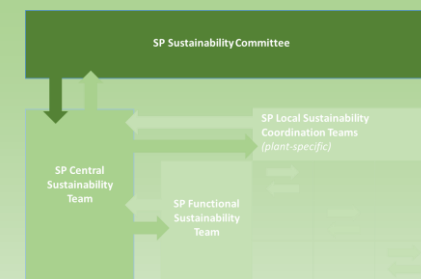 SP Sustainability Committee
SP Local Sustainability
Coordination Teams
(plant-specific)
SP Central
Sustainability
Team
SP Functional
Sustainability
Team